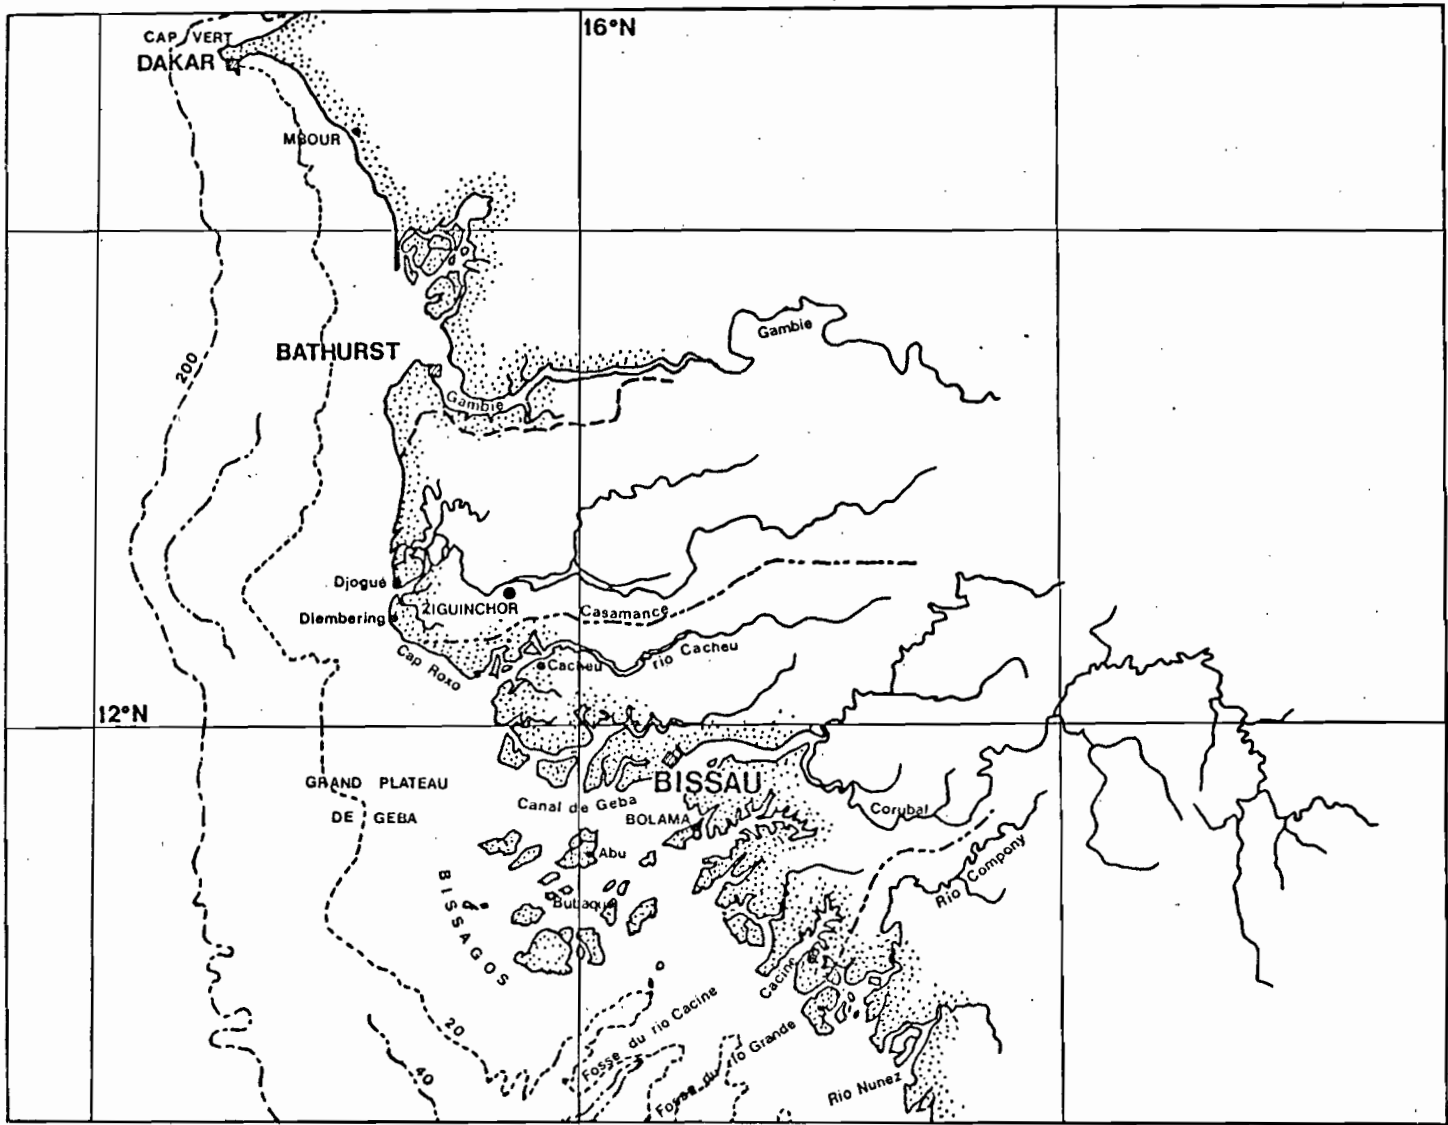 16°N
CAP VERT
DAKAR
MBOUR
Gambie
BATHURST
200
Gambie
Djogué
ZIGUINCHOR
Casamance
Diembering
rio Cacheu
Cap Roxo
Cacheu
12°N
GRAND PLATEAU
DE GEBA
BISSAU
Canal de Geba
BOLAMA
Corubal
Abu
Rio Compony
BISSAGOS
Bubaque
Cacine
20
Fosse du rio Cacine
Fosse du rio Grande
40
Rio Nunez